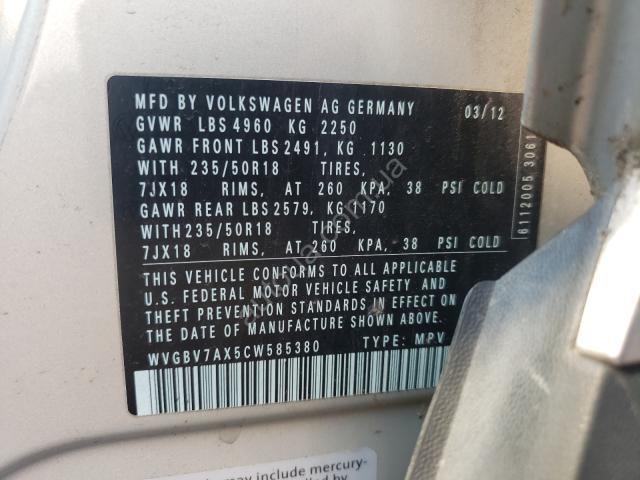 MFD BY VOLKSWAGEN AG GERMANY 03/12
GVWR LBS 4960 KG 2250
GAWR FRONT LBS 2491, KG 1130
WITH 235/50R18 TIRES,
7JX18 RIMS, AT 260 KPA, 38 PSI COLD
GAWR REAR LBS 2579, KG 1170
WITH 235/50R18 TIRES,
7JX18 RIMS, AT 260 KPA, 38 PSI COLD
THIS VEHICLE CONFORMS TO ALL APPLICABLE
U.S. FEDERAL MOTOR VEHICLE SAFETY AND
THEFT PREVENTION STANDARDS IN EFFECT ON
THE DATE OF MANUFACTURE SHOWN ABOVE.
WVGBV7AX5CW585380 TYPE: MPV
6112005 3061
may include mercury-